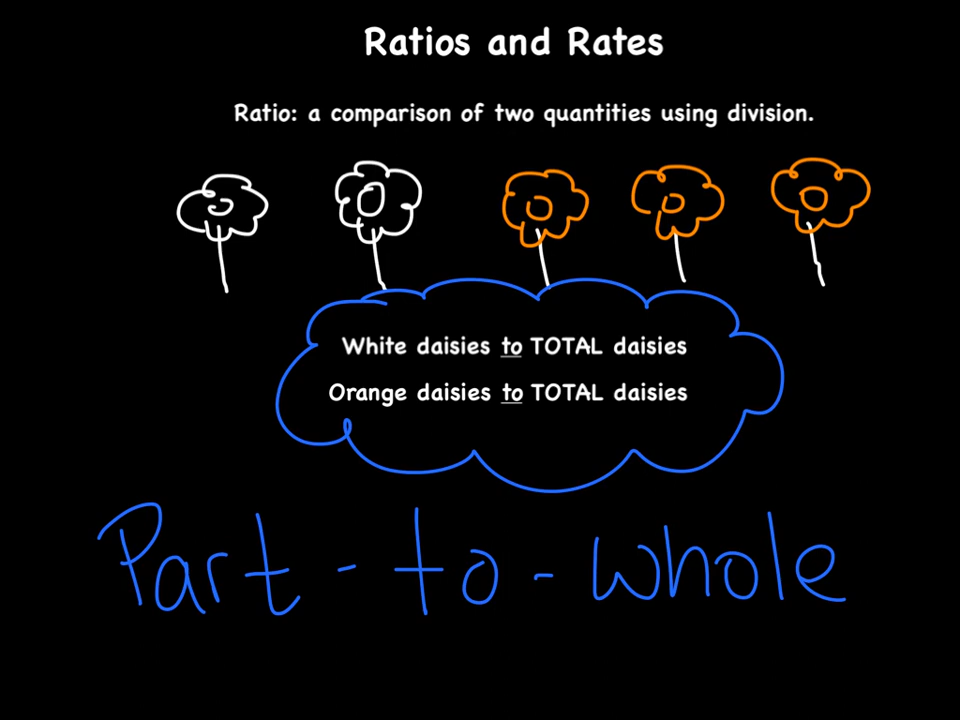 Ratios and Rates
Ratio: a comparison of two quantities using division.
White daisies to TOTAL daisies
Orange daisies to TOTAL daisies
Part-to-whole